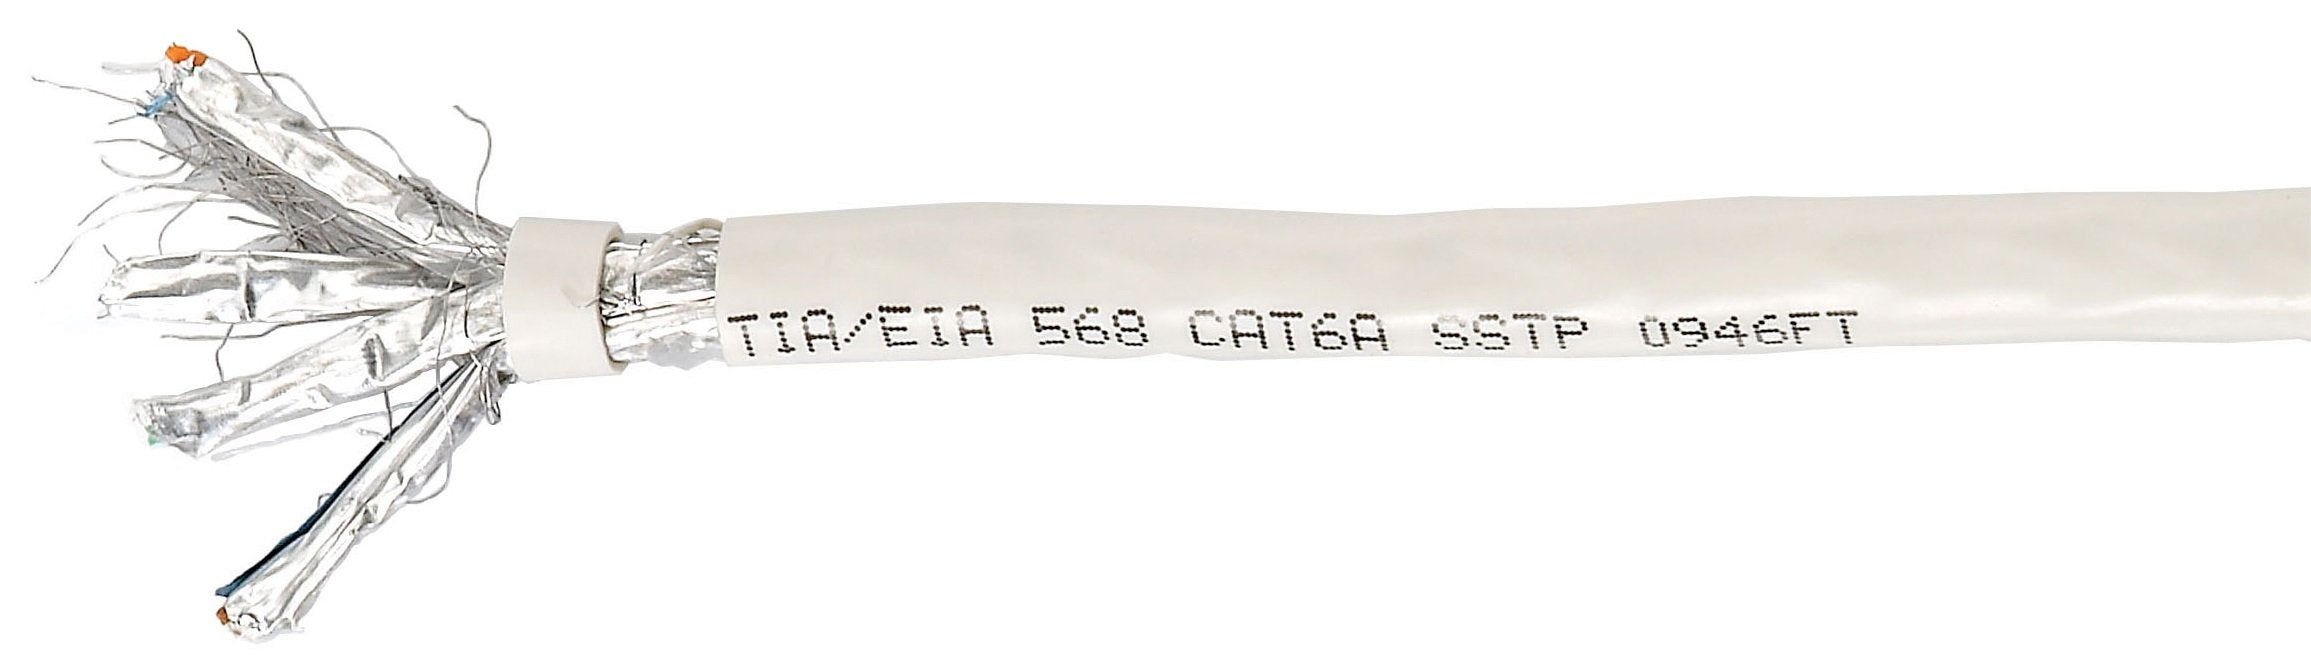 TIA/EIA 568 CAT6A SSTP 0946FT